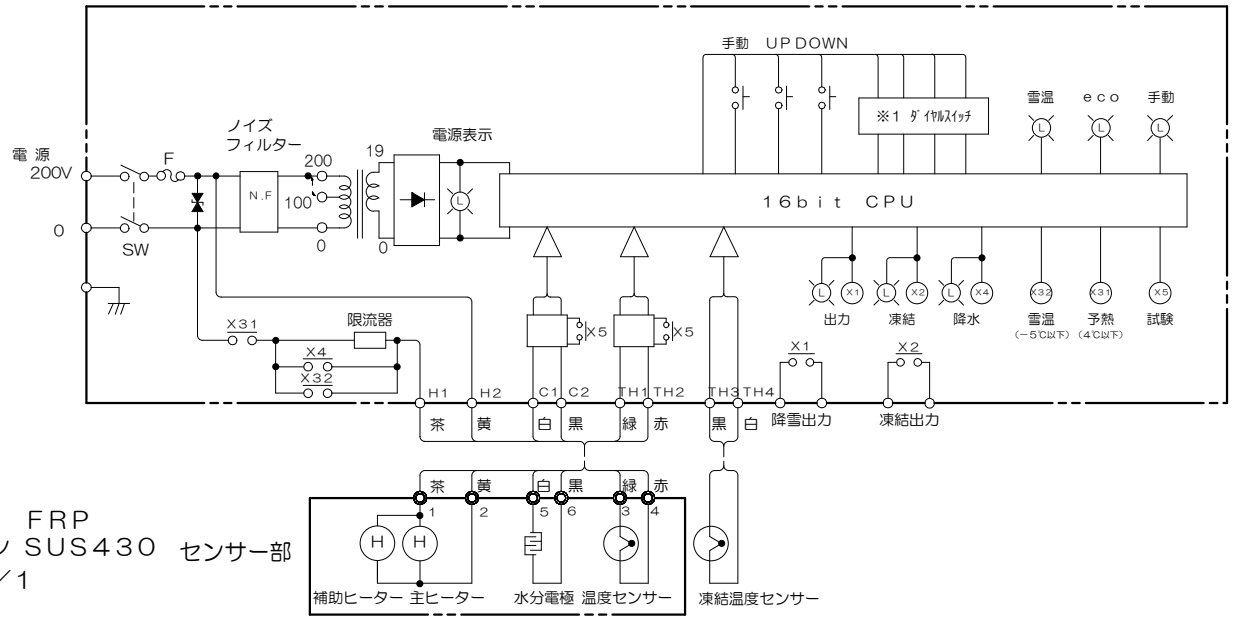 手動 UP DOWN
雪温 eco 手動
L L L
※1 ダイヤルスイッチ
ノイズ
フィルター
電源表示
電源
200V
F
200
19
N.F
100
L
16bit CPU
0
SW
0
0
X31
限流器
X4
X32
X5
X5
L X1 L X2 L X4 X32 X31 X5
出力 凍結 降水 雪温 予熱 試験
(−5℃以下) (4℃以下)
X1
X2
H1 H2 C1 C2 TH1 TH2 TH3 TH4
茶 黄 白 黒 緑 赤 黒 白
降雪出力 凍結出力
茶 黄 白 黒 緑 赤
1 2 5 6 3 4
FRP
ン SUS430 センサー部
/1
H H
補助ヒーター 主ヒーター 水分電極 温度センサー 凍結温度センサー